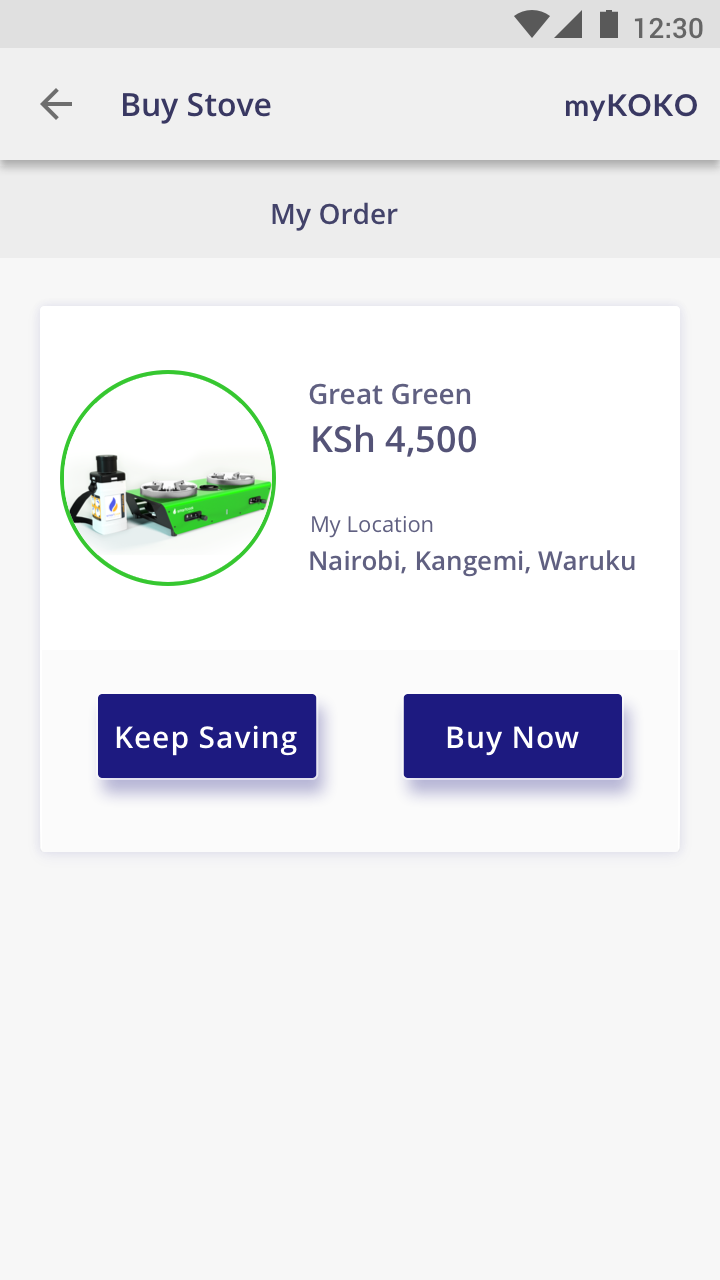 12:30
Buy Stove
myKOKO
My Order
Great Green
KSh 4,500
My Location
Nairobi, Kangemi, Waruku
Keep Saving
Buy Now